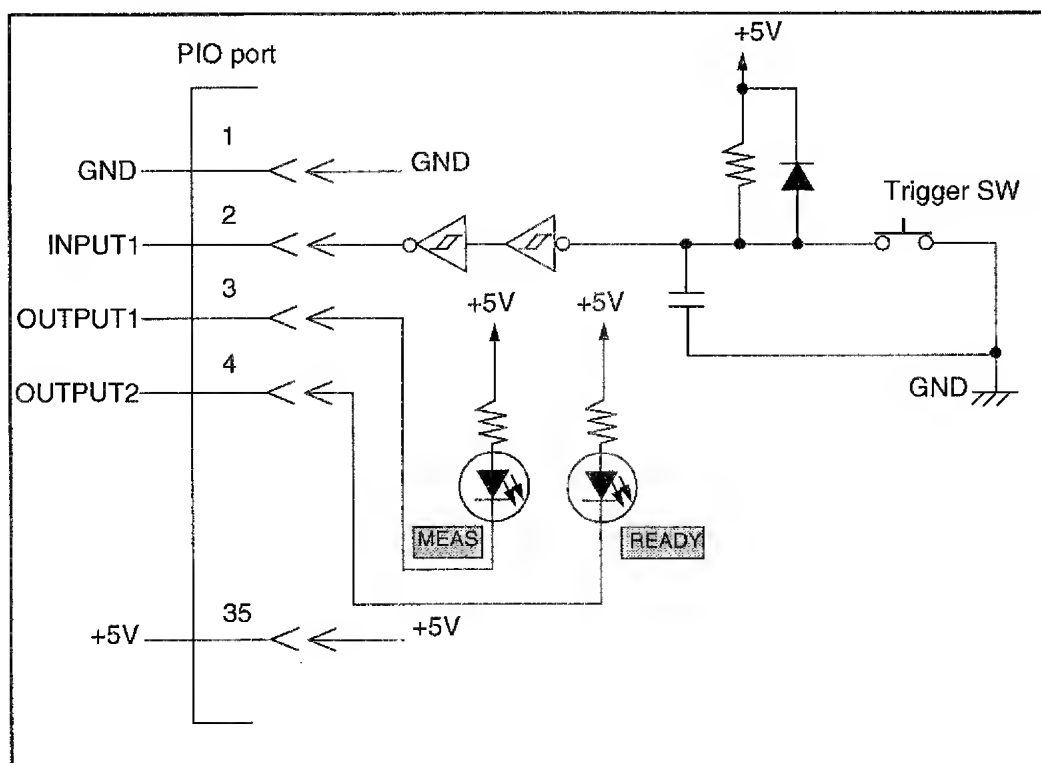 +5V
PIO port
1
GND
GND
2
Trigger SW
INPUT1
3
+5V
+5V
OUTPUT1
4
GND
OUTPUT2
MEAS
READY
35
+5V
+5V